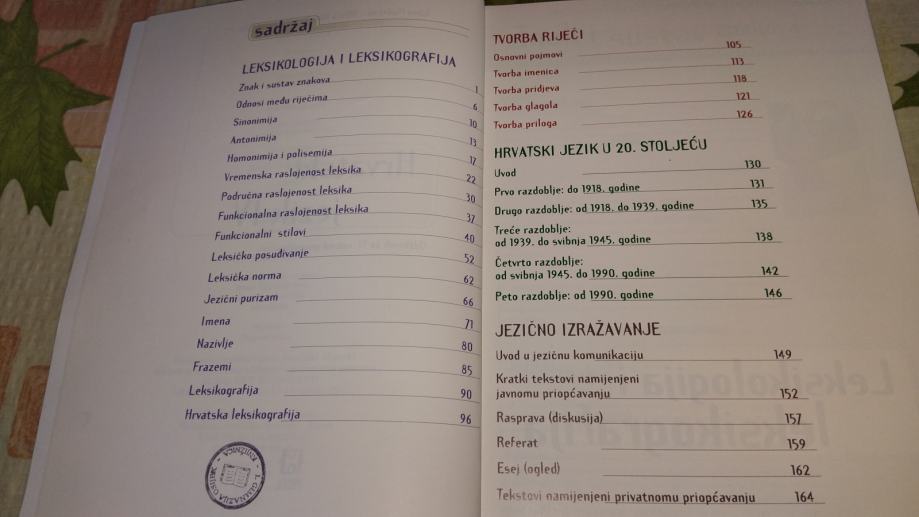 sadržaj
LEKSIKOLOGIJA I LEKSIKOGRAFIJA
Znak i sustav znakova 1
Odnosi među riječima 6
Sinonimija 10
Antonimija 13
Homonimija i polisemija 17
Vremenska raslojenost leksika 22
Područna raslojenost leksika 30
Funkcionalna raslojenost leksika 37
Funkcionalni stilovi 40
Leksičko posuđivanje 52
Leksička norma 62
Jezični purizam 66
Imena 71
Nazivlje 80
Frazemi 85
Leksikografija 90
Hrvatska leksikografija 96
I. GIMNAZIJA OSIJEK
KNJIŽNICA
TVORBA RIJEČI
Osnovni pojmovi 105
Tvorba imenica 113
Tvorba pridjeva 118
Tvorba glagola 121
Tvorba priloga 126
HRVATSKI JEZIK U 20. STOLJEĆU
Uvod 130
Prvo razdoblje: do 1918. godine 131
Drugo razdoblje: od 1918. do 1939. godine 135
Treće razdoblje:
od 1939. do svibnja 1945. godine 138
Četvrto razdoblje:
od svibnja 1945. do 1990. godine 142
Peto razdoblje: od 1990. godine 146
JEZIČNO IZRAŽAVANJE
Uvod u jezičnu komunikaciju 149
Kratki tekstovi namijenjeni
javnomu priopćavanju 152
Rasprava (diskusija) 157
Referat 159
Esej (ogled) 162
Tekstovi namijenjeni privatnomu priopćavanju 164
Leksikologija i
leksikografija